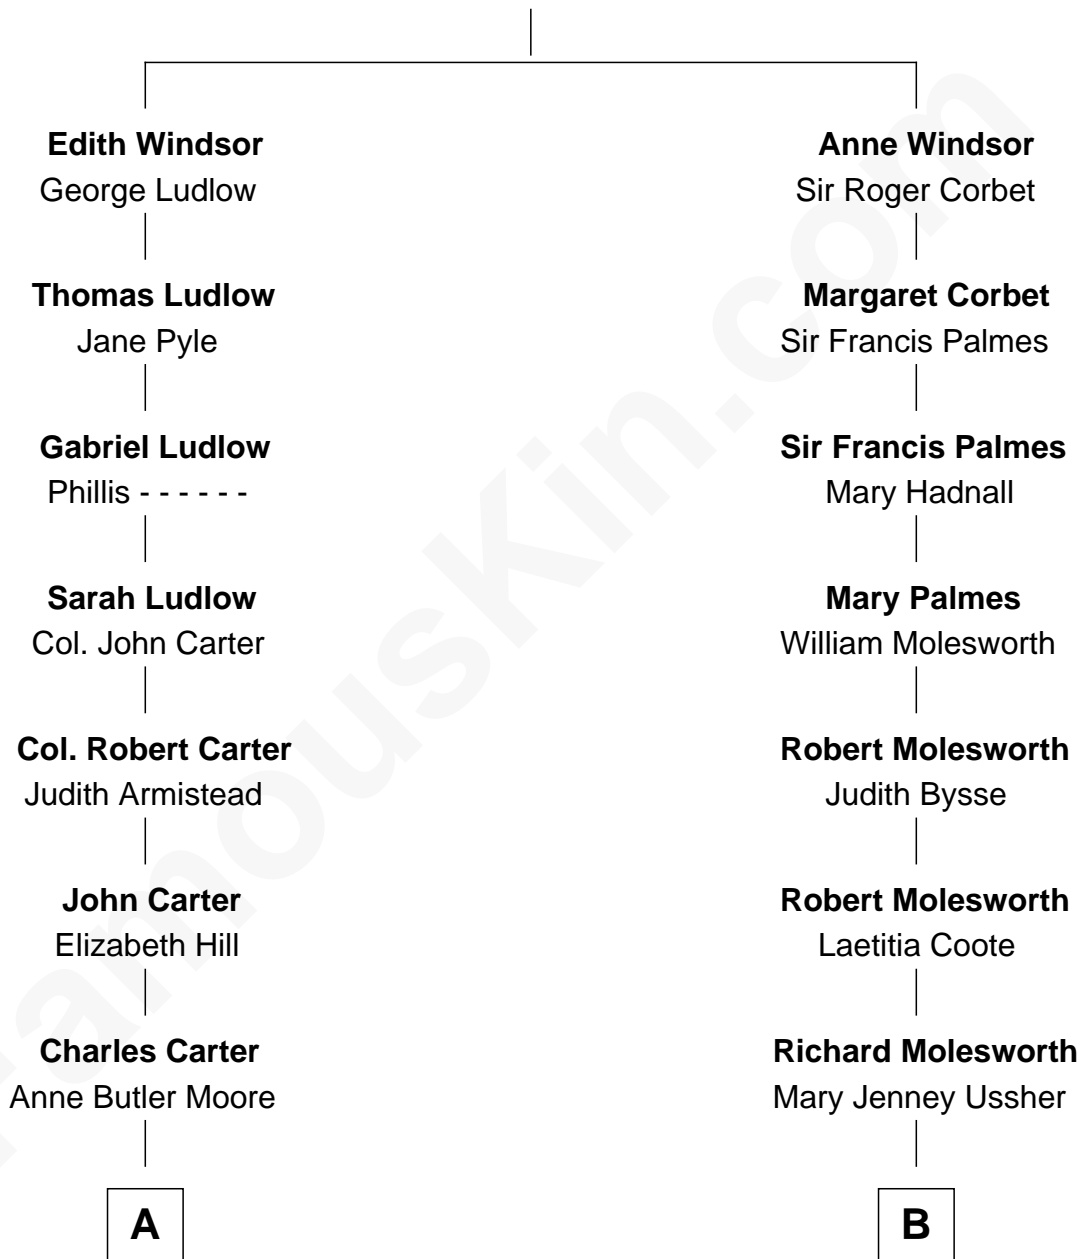 Edith Windsor
George Ludlow
Thomas Ludlow
Jane Pyle
Gabriel Ludlow
Phillis - - - - - -
Sarah Ludlow
Col. John Carter
Col. Robert Carter
Judith Armistead
John Carter
Elizabeth Hill
Charles Carter
Anne Butler Moore
A
Anne Windsor
Sir Roger Corbet
Margaret Corbet
Sir Francis Palmes
Sir Francis Palmes
Mary Hadnall
Mary Palmes
William Molesworth
Robert Molesworth
Judith Bysse
Robert Molesworth
Laetitia Coote
Richard Molesworth
Mary Jenney Ussher
B
FamousKin.com